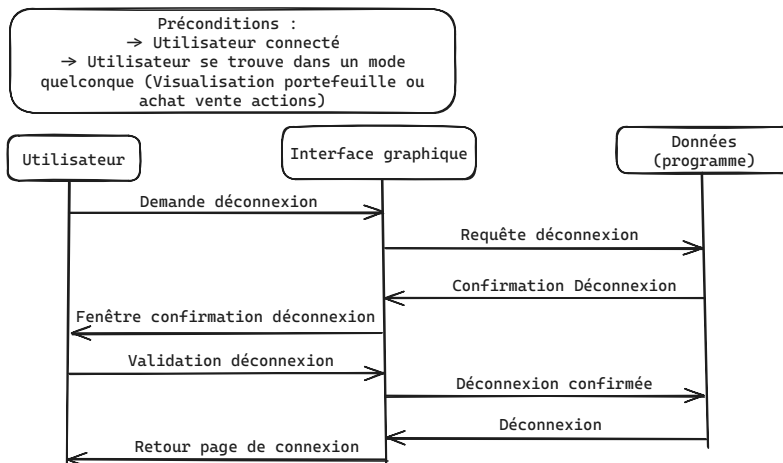 Préconditions :
→ Utilisateur connecté
→ Utilisateur se trouve dans un mode
quelconque (Visualisation portefeuille ou
achat vente actions)
Utilisateur
Interface graphique
Données
(programme)
Demande déconnexion
Requête déconnexion
Confirmation Déconnexion
Fenêtre confirmation déconnexion
Validation déconnexion
Déconnexion confirmée
Déconnexion
Retour page de connexion